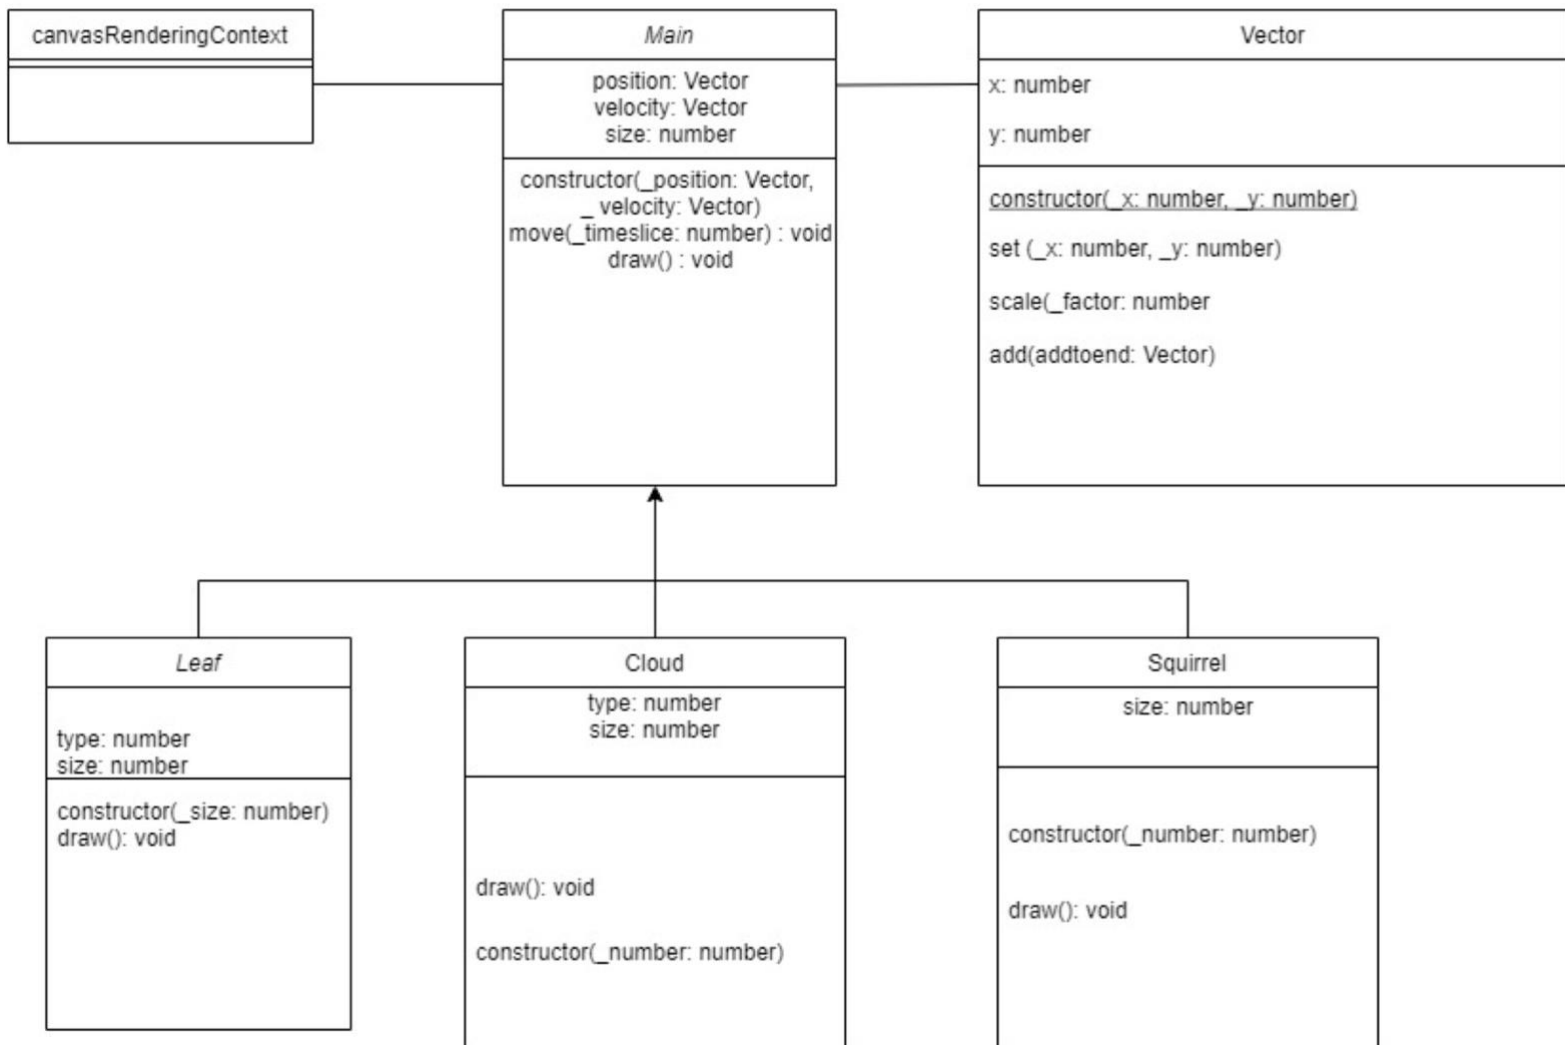 canvasRenderingContext
Main
position: Vector
velocity: Vector
size: number
constructor(_position: Vector,
_ velocity: Vector)
move(_timeslice: number) : void
draw() : void
Vector
x: number
y: number
constructor(_x: number, _y: number)
set (_x: number, _y: number)
scale(_factor: number
add(addtoend: Vector)
Leaf
type: number
size: number
constructor(_size: number)
draw(): void
Cloud
type: number
size: number
draw(): void
constructor(_number: number)
Squirrel
size: number
constructor(_number: number)
draw(): void